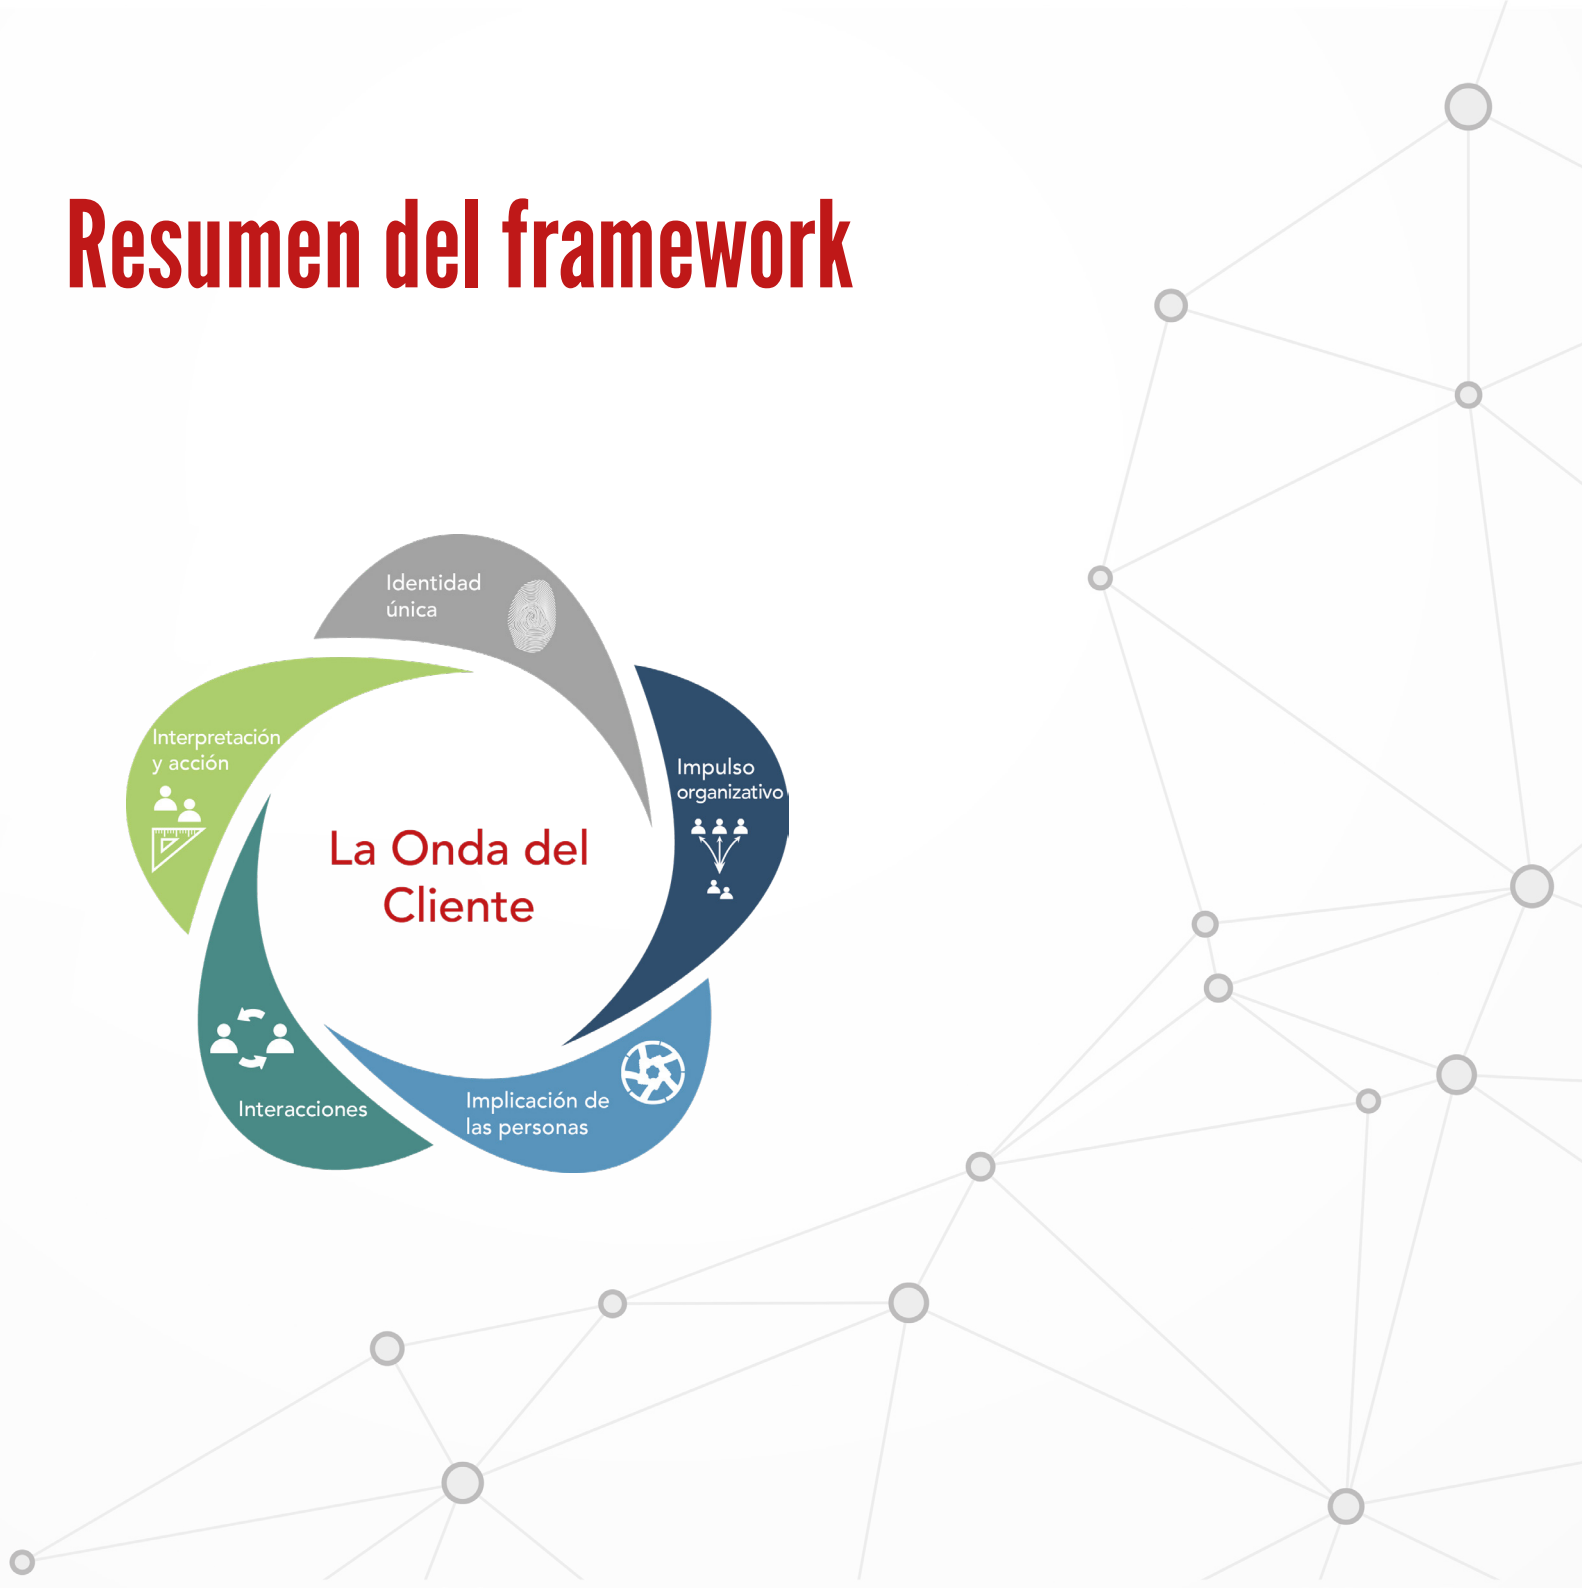 Resumen del framework
Identidad
única
Impulso
organizativo
Implicación de
las personas
Interacciones
Interpretación
y acción
La Onda del
Cliente